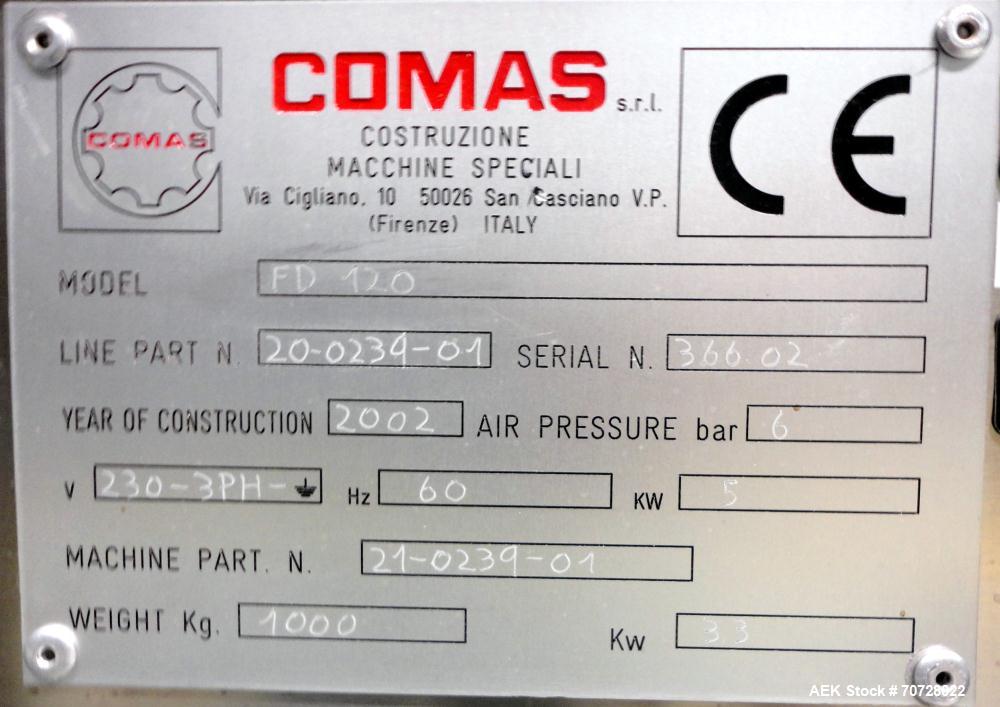 COMAS
COMAS s.r.l.
COSTRUZIONE
MACCHINE SPECIALI
Via Cigliano, 10 50026 San Casciano V.P.
(Firenze) ITALY
CE
MODEL FD 120
LINE PART N. 20-0239-01 SERIAL N. 366.02
YEAR OF CONSTRUCTION 2002 AIR PRESSURE bar 6
V 230-3PH- Hz 60 KW 5
MACHINE PART. N. 21-0239-01
WEIGHT Kg. 1000 Kw 33
AEK Stock # 70728022